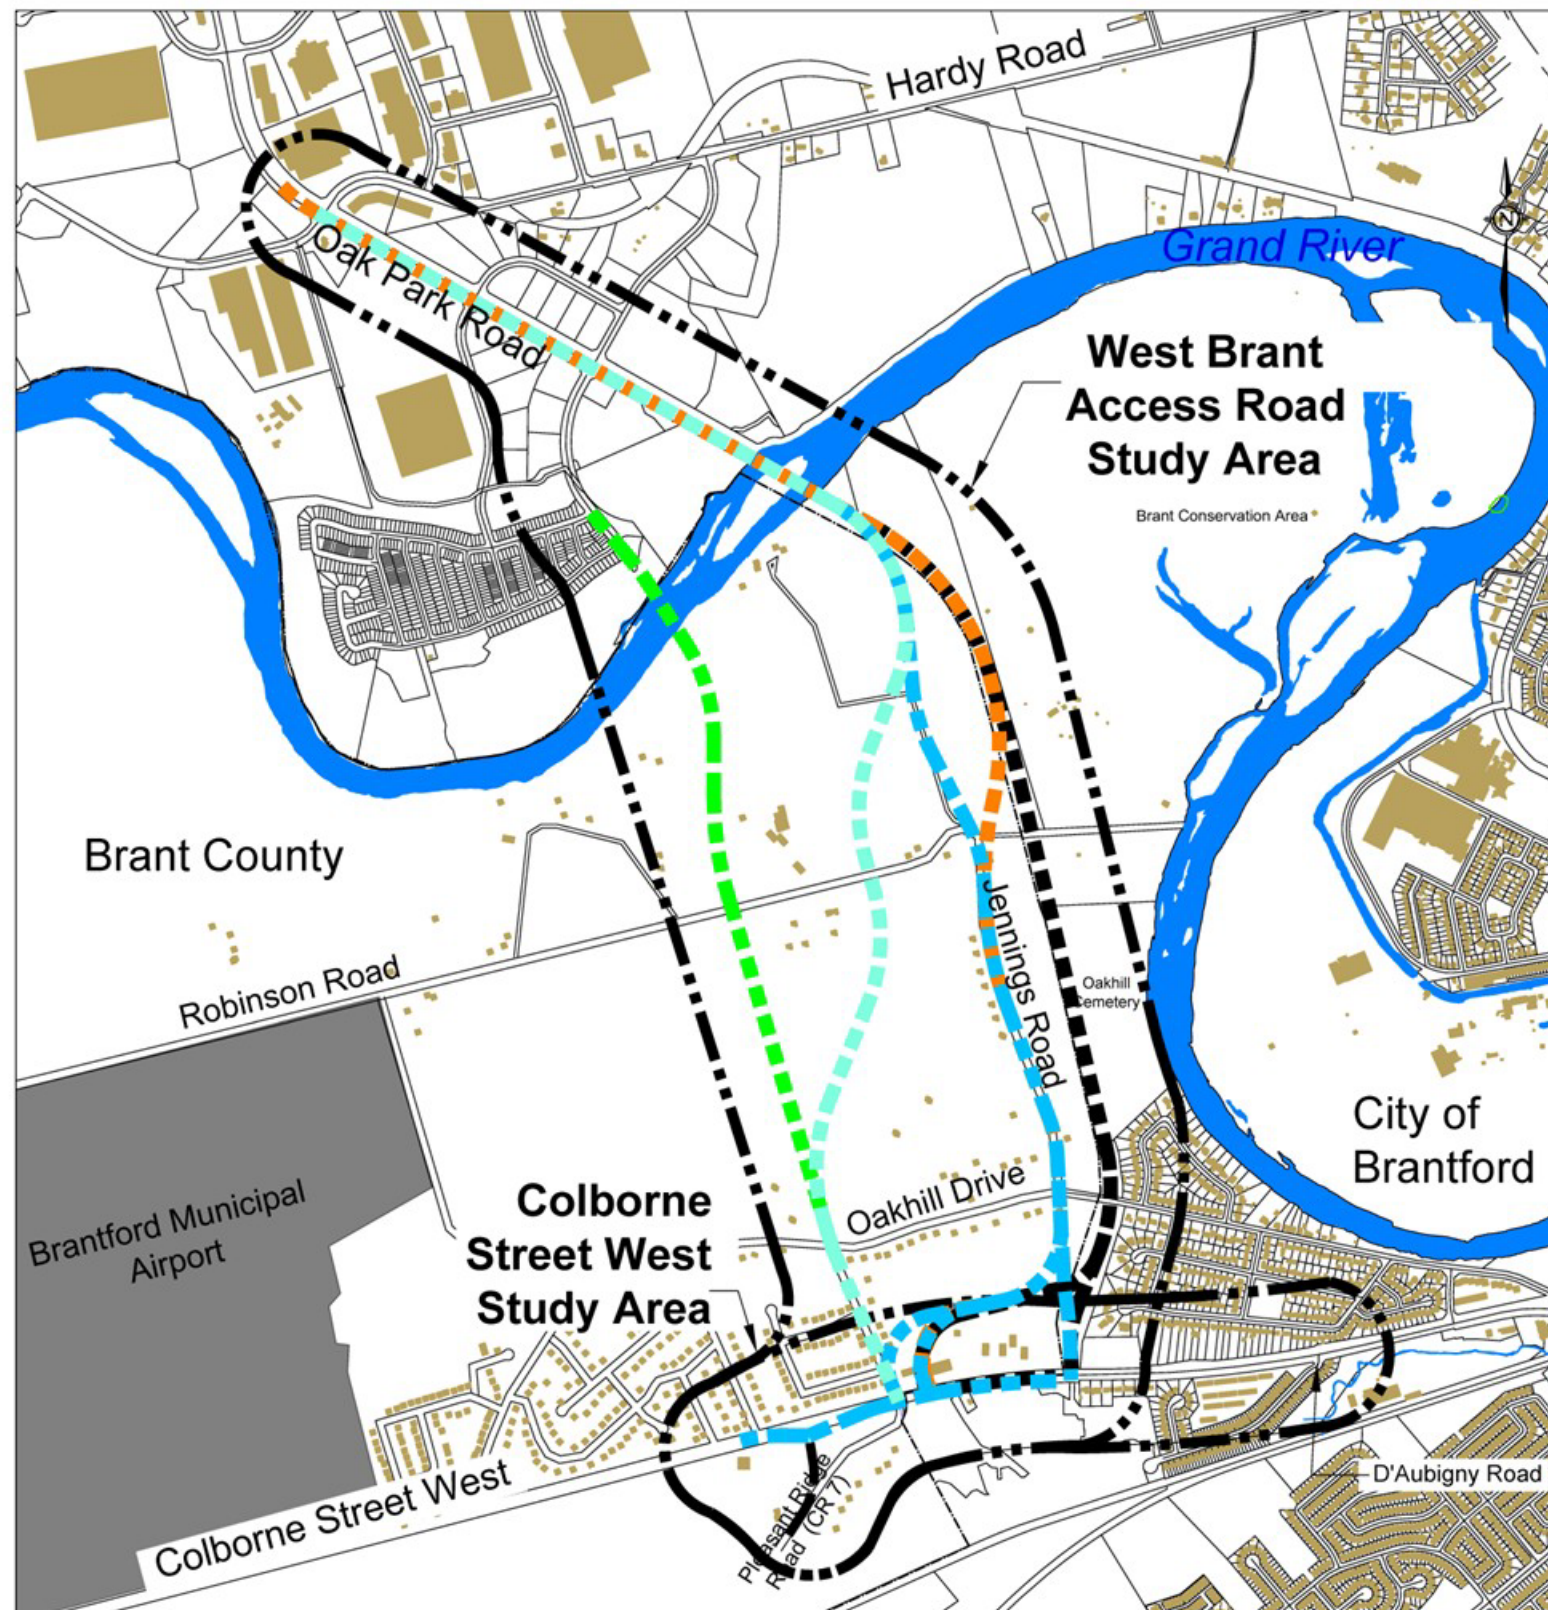 Hardy Road
Grand River
N
Oak Park Road
West Brant
Access Road
Study Area
Brant Conservation Area
Brant County
Jennings Road
Robinson Road
Oakhill
Cemetery
City of
Brantford
Brantford Municipal
Airport
Colborne
Street West
Study Area
Oakhill Drive
D'Aubigny Road
Pleasant Ridge
Road (CR 7)
Colborne Street West